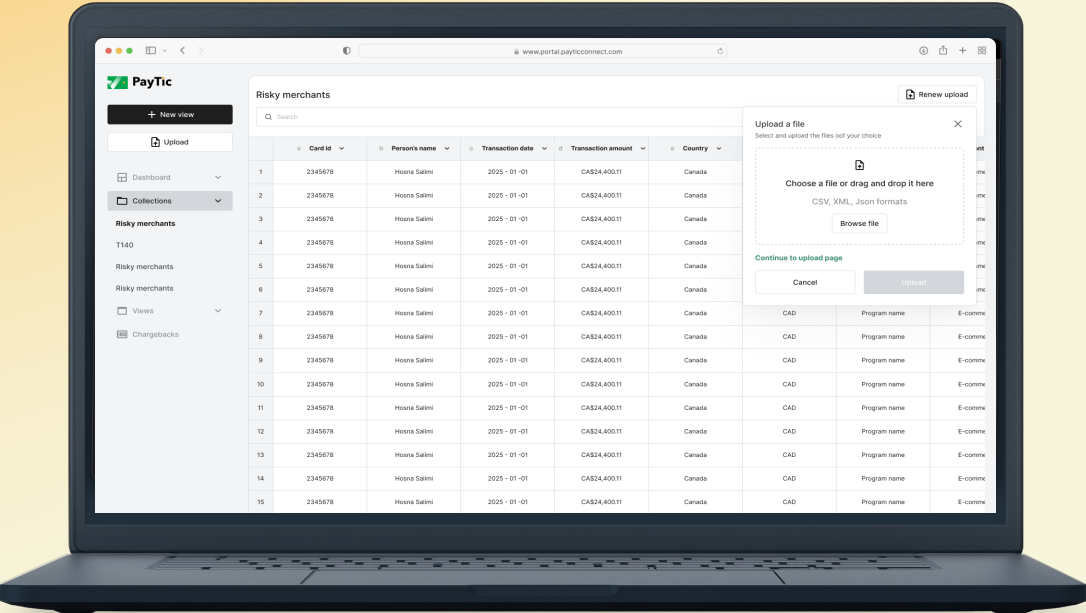 www.portal.payticconnect.com
PayTic
+ New view
Upload
Dashboard
Collections
Risky merchants
T140
Risky merchants
Risky merchants
Views
Chargebacks
Risky merchants
Renew upload
Search
Card id Person's name Transaction date Transaction amount Country
1 2345678 Hosna Salimi 2025 - 01 -01 CA$24,400.11 Canada
2 2345678 Hosna Salimi 2025 - 01 -01 CA$24,400.11 Canada
3 2345678 Hosna Salimi 2025 - 01 -01 CA$24,400.11 Canada
4 2345678 Hosna Salimi 2025 - 01 -01 CA$24,400.11 Canada
5 2345678 Hosna Salimi 2025 - 01 -01 CA$24,400.11 Canada
6 2345678 Hosna Salimi 2025 - 01 -01 CA$24,400.11 Canada
7 2345678 Hosna Salimi 2025 - 01 -01 CA$24,400.11 Canada CAD Program name E-comme
8 2345678 Hosna Salimi 2025 - 01 -01 CA$24,400.11 Canada CAD Program name E-comme
9 2345678 Hosna Salimi 2025 - 01 -01 CA$24,400.11 Canada CAD Program name E-comme
10 2345678 Hosna Salimi 2025 - 01 -01 CA$24,400.11 Canada CAD Program name E-comme
11 2345678 Hosna Salimi 2025 - 01 -01 CA$24,400.11 Canada CAD Program name E-comme
12 2345678 Hosna Salimi 2025 - 01 -01 CA$24,400.11 Canada CAD Program name E-comme
13 2345678 Hosna Salimi 2025 - 01 -01 CA$24,400.11 Canada CAD Program name E-comme
14 2345678 Hosna Salimi 2025 - 01 -01 CA$24,400.11 Canada CAD Program name E-comme
15 2345678 Hosna Salimi 2025 - 01 -01 CA$24,400.11 Canada CAD Program name E-comme
Upload a file
Select and upload the files oof your choice
Choose a file or drag and drop it here
CSV, XML, Json formats
Browse file
Continue to upload page
Cancel
Upload